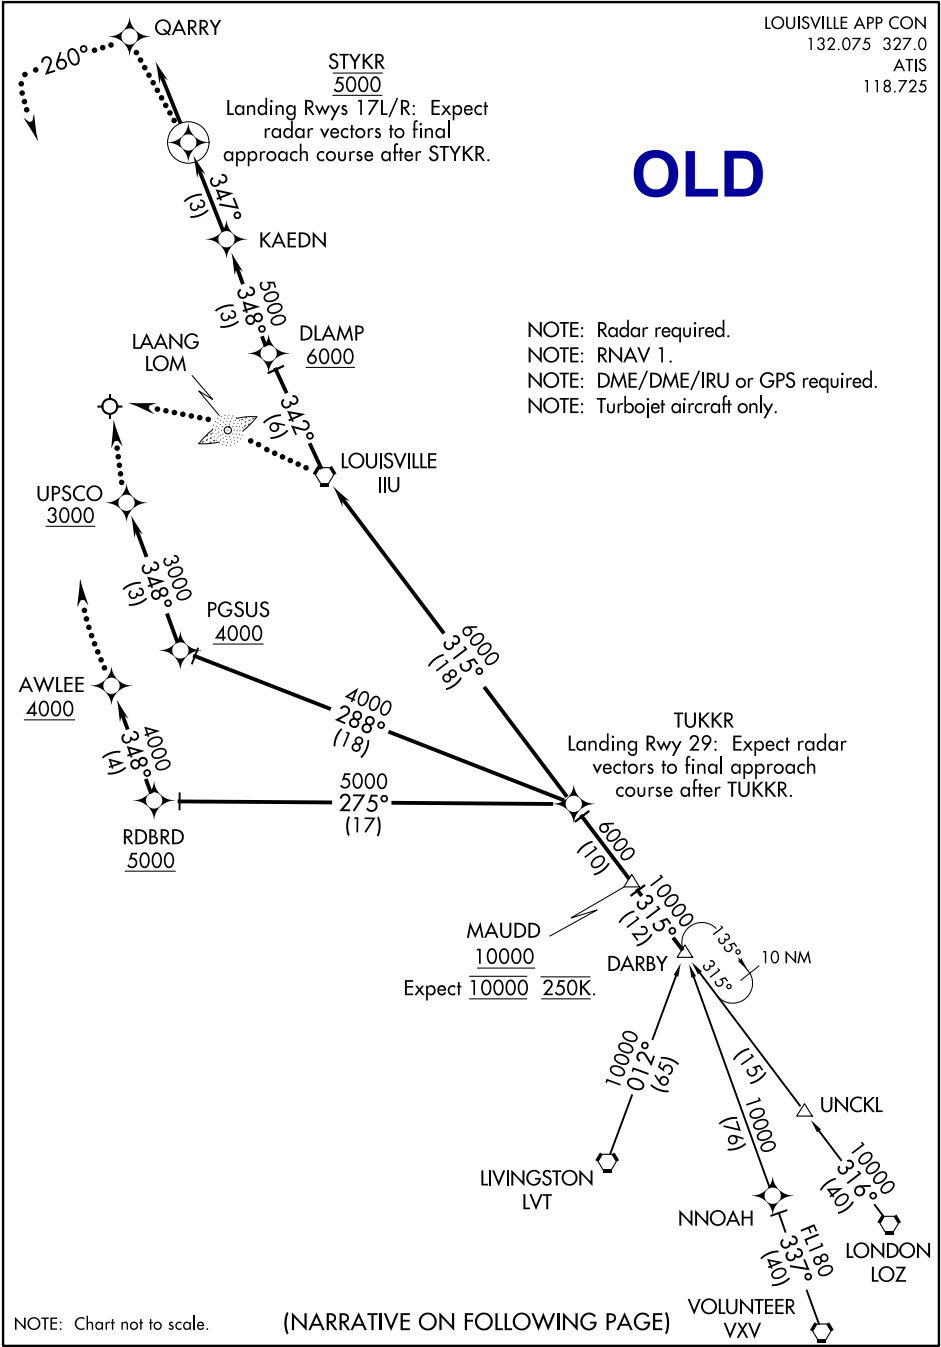 LOUISVILLE APP CON
132.075 327.0
ATIS
118.725
QARRY
260°
STYKR
5000
Landing Rwys 17L/R: Expect
radar vectors to final
approach course after STYKR.
OLD
347°
(3)
KAEDN
5000
348°
(3)
DLAMP
6000
NOTE: Radar required.
NOTE: RNAV 1.
NOTE: DME/DME/IRU or GPS required.
NOTE: Turbojet aircraft only.
LAANG
LOM
342°
(6)
LOUISVILLE
IIU
UPSCO
3000
3000
348°
(3)
PGSUS
4000
6000
315°
(18)
AWLEE
4000
4000
348°
(4)
4000
288°
(18)
TUKKR
Landing Rwy 29: Expect radar
vectors to final approach
course after TUKKR.
5000
275°
(17)
RDBRD
5000
6000
(10)
10000
315°
(12)
MAUDD
10000
Expect 10000 250K.
DARBY
135°
315°
10 NM
10000
012°
(65)
(15)
10000
(76)
UNCKL
10000
316°
(40)
LIVINGSTON
LVT
NNOAH
FL180
337°
(40)
LONDON
LOZ
VOLUNTEER
VXV
NOTE: Chart not to scale.
(NARRATIVE ON FOLLOWING PAGE)